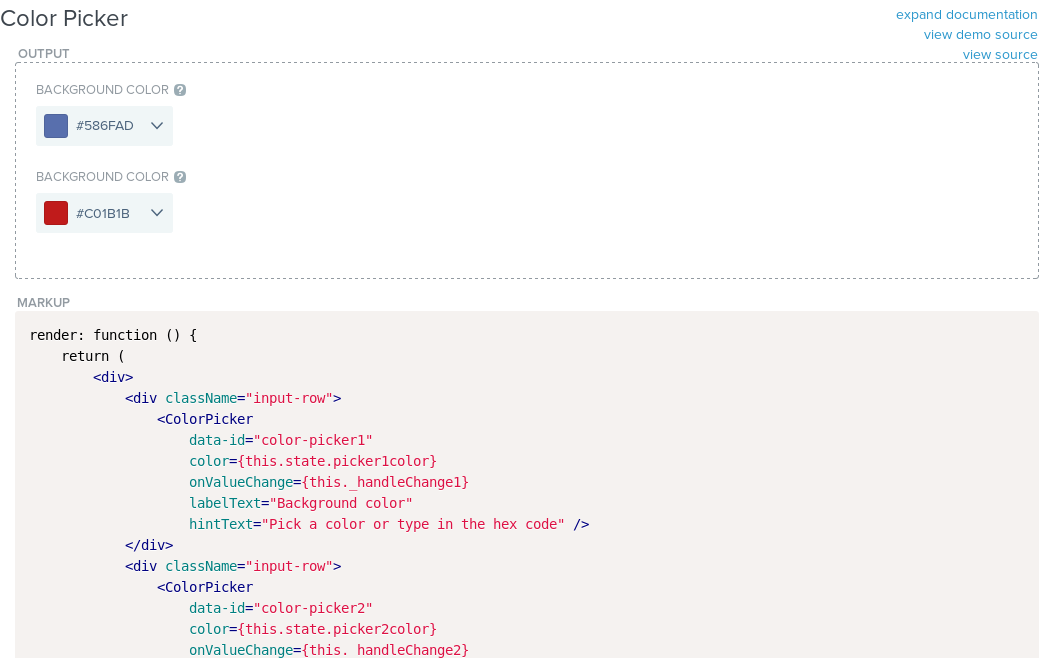 Color Picker
expand documentation
view demo source
view source
OUTPUT
BACKGROUND COLOR ?
#586FAD
BACKGROUND COLOR ?
#C01B1B
MARKUP
render: function () {
    return (
        <div>
            <div className="input-row">
                <ColorPicker
                    data-id="color-picker1"
                    color={this.state.picker1color}
                    onValueChange={this._handleChange1}
                    labelText="Background color"
                    hintText="Pick a color or type in the hex code" />
            </div>
            <div className="input-row">
                <ColorPicker
                    data-id="color-picker2"
                    color={this.state.picker2color}
                    onValueChange={this._handleChange2}